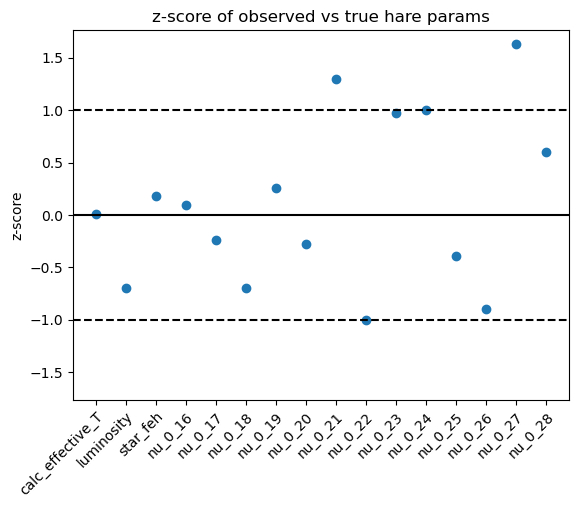 z-score of observed vs true hare params
z-score
1.5
1.0
0.5
0.0
−0.5
−1.0
−1.5
calc_effective_T
luminosity
star_feh
nu_0_16
nu_0_17
nu_0_18
nu_0_19
nu_0_20
nu_0_21
nu_0_22
nu_0_23
nu_0_24
nu_0_25
nu_0_26
nu_0_27
nu_0_28